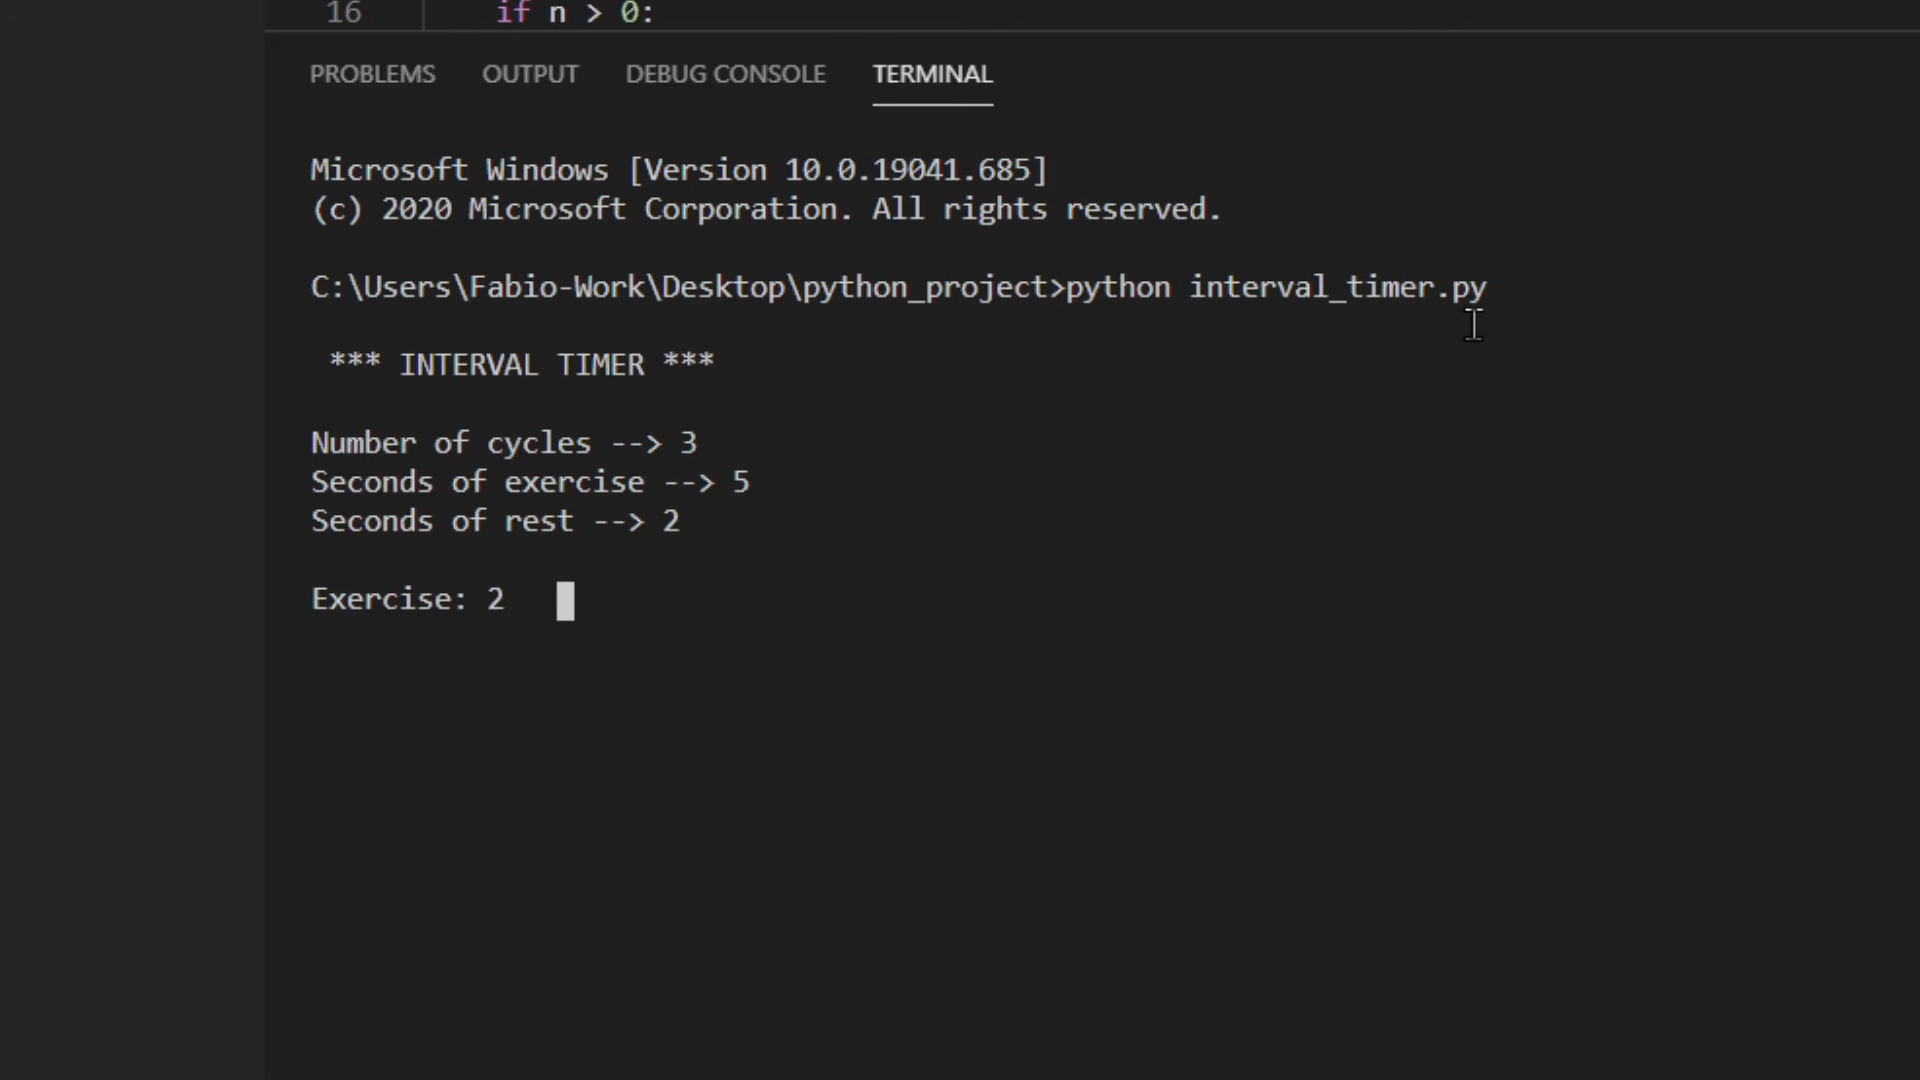 16 if n > 0:
PROBLEMS OUTPUT DEBUG CONSOLE TERMINAL
Microsoft Windows [Version 10.0.19041.685]
(c) 2020 Microsoft Corporation. All rights reserved.
C:\Users\Fabio-Work\Desktop\python_project>python interval_timer.py
*** INTERVAL TIMER ***
Number of cycles --> 3
Seconds of exercise --> 5
Seconds of rest --> 2
Exercise: 2